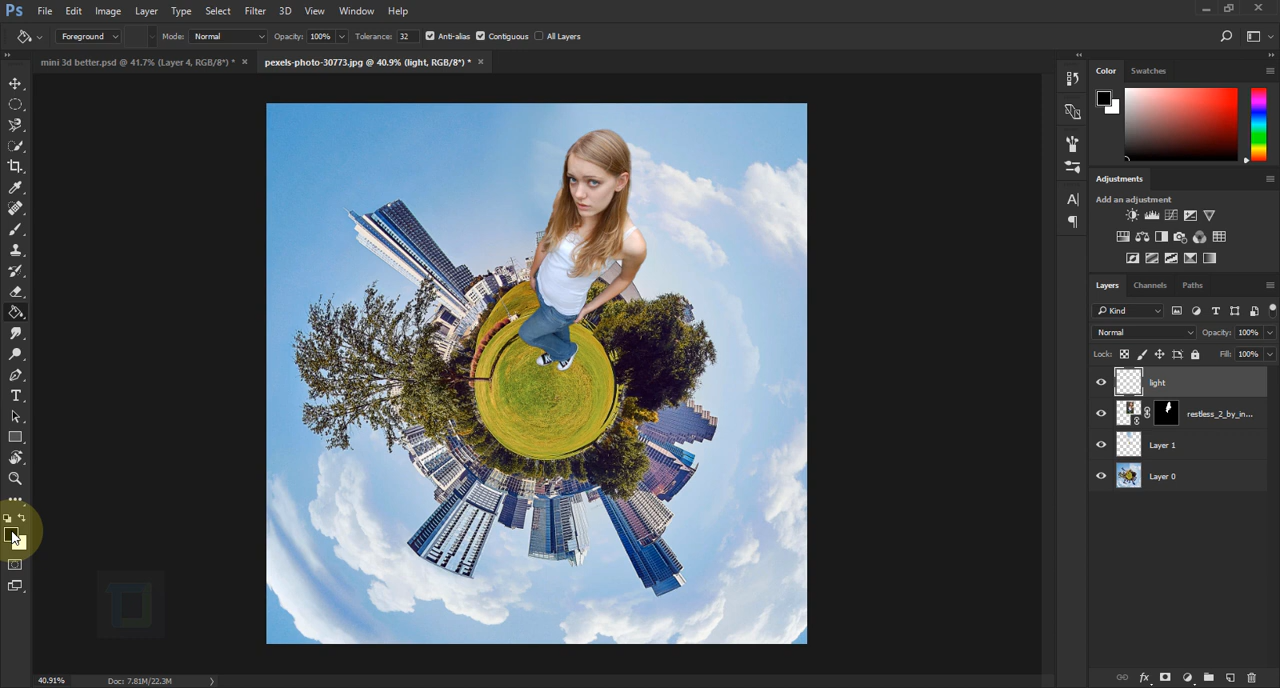 Ps File Edit Image Layer Type Select Filter 3D View Window Help
Foreground Mode: Normal Opacity: 100% Tolerance: 32 Anti-alias Contiguous All Layers
mini 3d better.psd @ 41.7% (Layer 4, RGB/8*) * × pexels-photo-30773.jpg @ 40.9% (light, RGB/8*) * ×
Color Swatches
Adjustments
Add an adjustment
Layers Channels Paths
Kind
Normal Opacity: 100%
Lock: Fill: 100%
light
restless_2_by_in...
Layer 1
Layer 0
40.91% Doc: 7.81M/22.3M